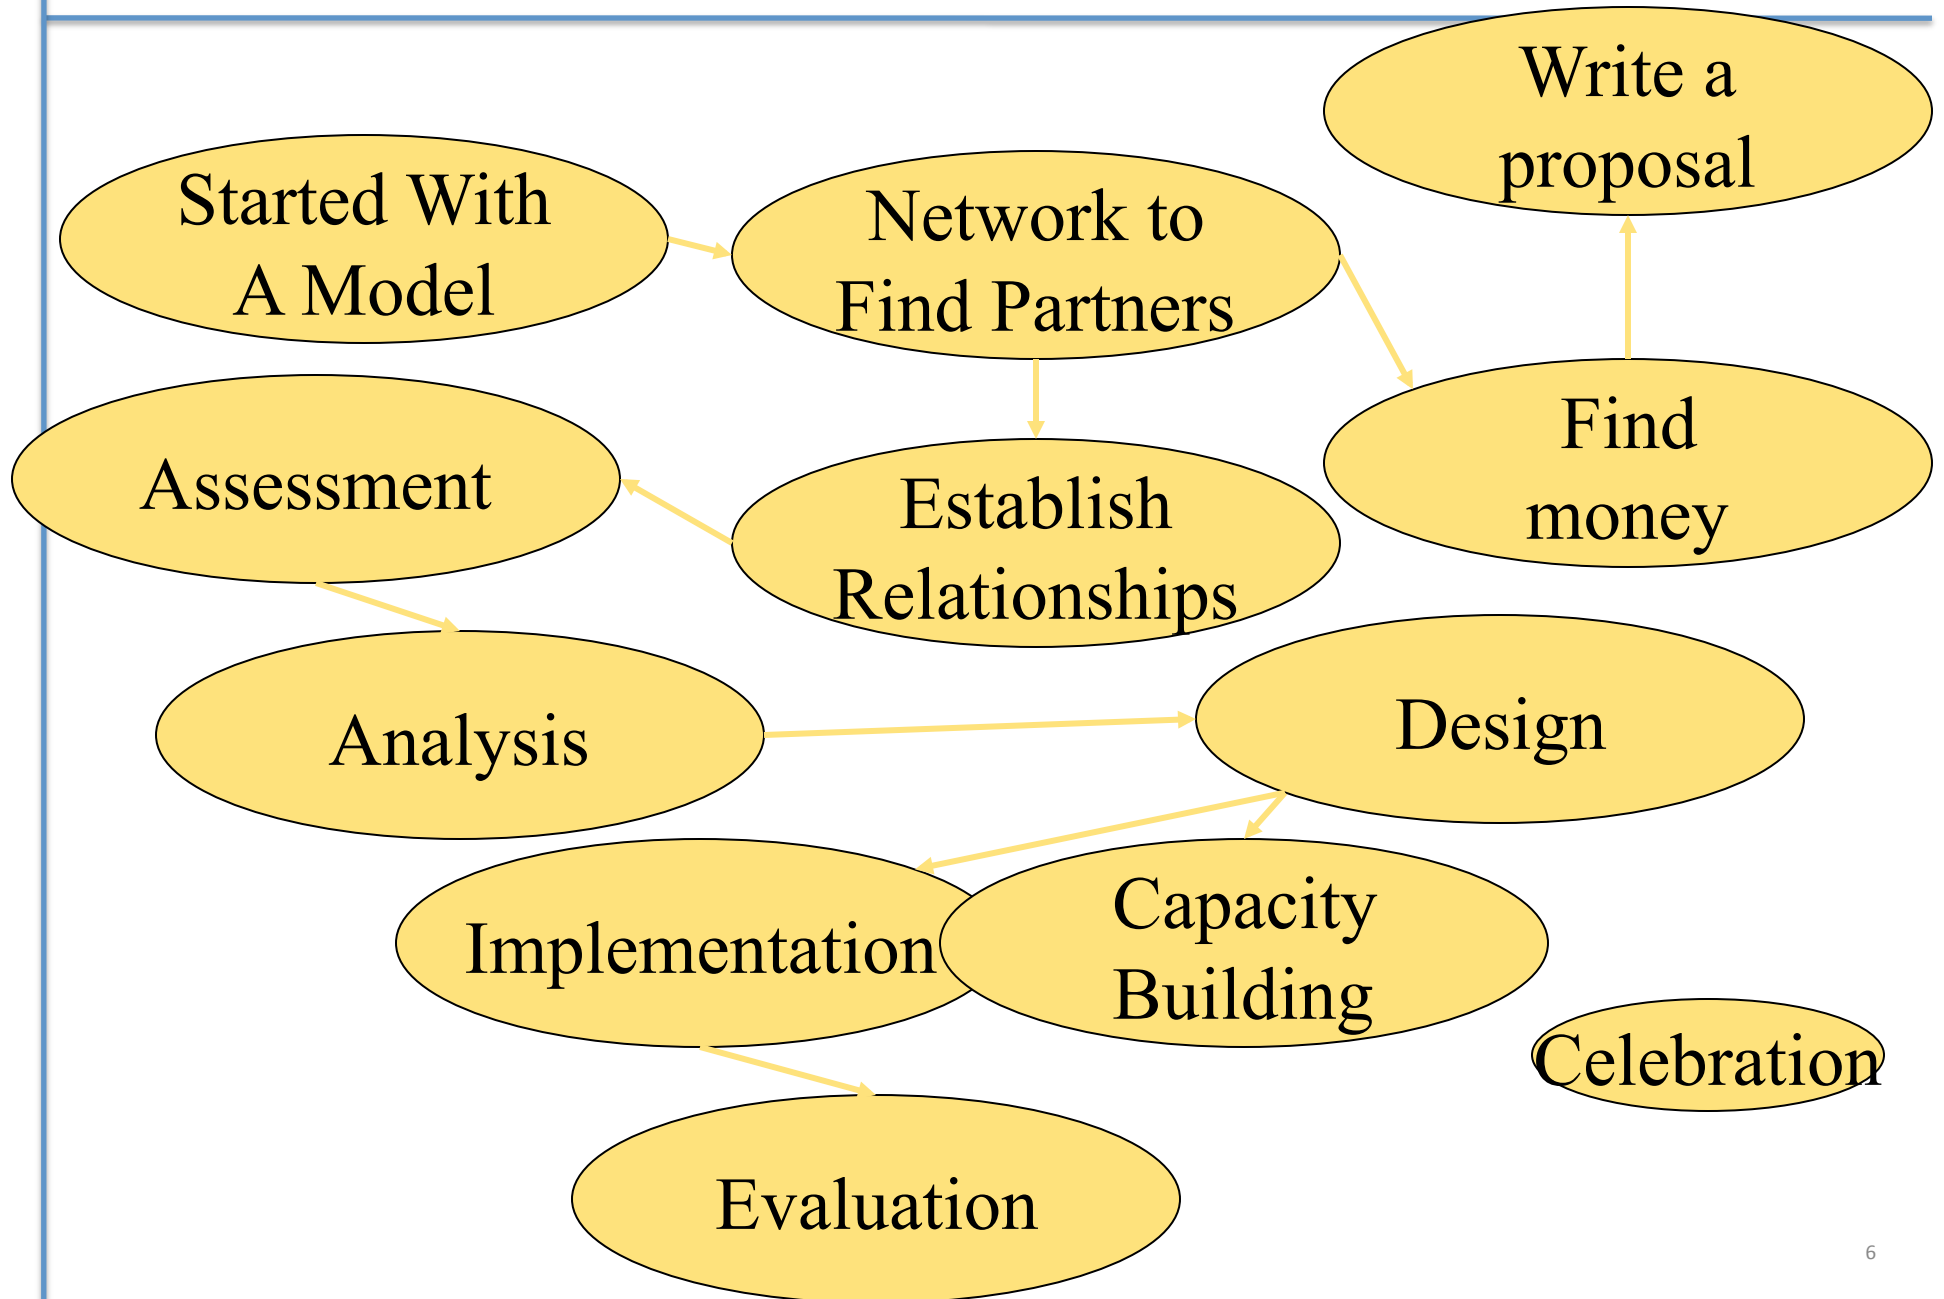 Write a
proposal
Started With
A Model
Network to
Find Partners
Find
money
Assessment
Establish
Relationships
Analysis
Design
Implementation
Capacity
Building
Celebration
Evaluation
6